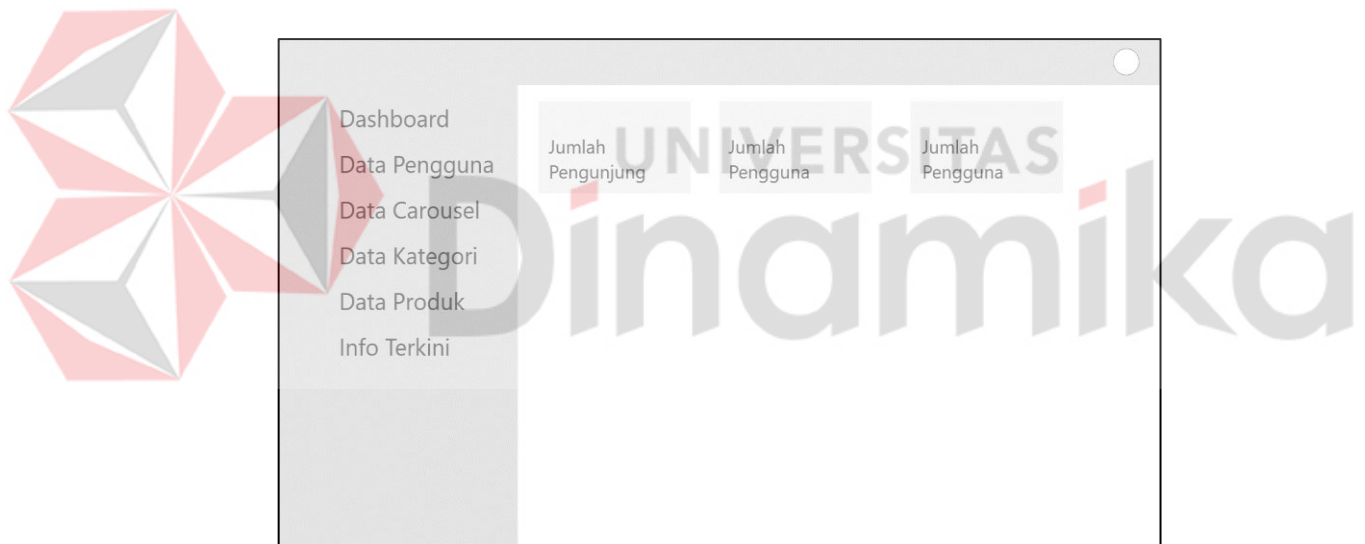 Dashboard
Data Pengguna
Data Carousel
Data Kategori
Data Produk
Info Terkini
Jumlah
Pengunjung
Jumlah
Pengguna
Jumlah
Pengguna
UNIVERSITAS
Dinamika